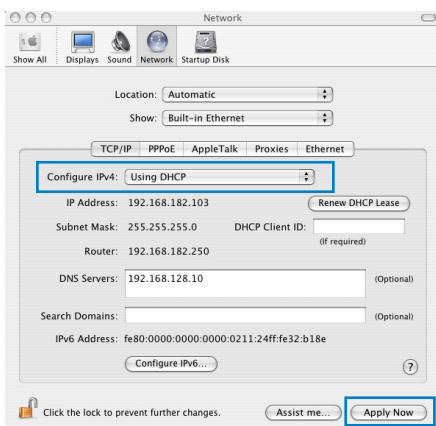 Network
Show All Displays Sound Network Startup Disk
Location: Automatic
Show: Built-in Ethernet
TCP/IP PPPoE AppleTalk Proxies Ethernet
Configure IPv4: Using DHCP
IP Address: 192.168.182.103 Renew DHCP Lease
Subnet Mask: 255.255.255.0 DHCP Client ID:
(If required)
Router: 192.168.182.250
DNS Servers: 192.168.128.10 (Optional)
Search Domains: (Optional)
IPv6 Address: fe80:0000:0000:0000:0211:24ff:fe32:b18e
Configure IPv6... ?
Click the lock to prevent further changes. Assist me... Apply Now